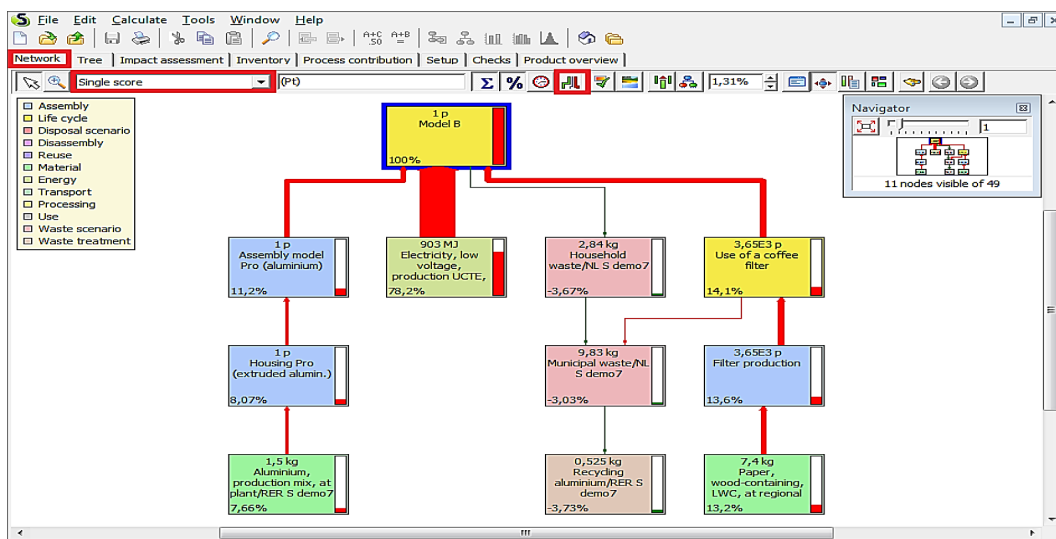 File Edit Calculate Tools Window Help
A+C
.50
A+B
=
Network Tree Impact assessment Inventory Process contribution Setup Checks Product overview
Single score
(Pt)
Σ % 1,31%
Assembly
Life cycle
Disposal scenario
Disassembly
Reuse
Material
Energy
Transport
Processing
Use
Waste scenario
Waste treatment
1 p
Model B
100%
Navigator
1
11 nodes visible of 49
1 p
Assembly model
Pro (aluminium)
11,2%
903 MJ
Electricity, low
voltage,
production UCTE,
78,2%
2,84 kg
Household
waste/NL S demo7
-3,67%
3,65E3 p
Use of a coffee
filter
14,1%
1 p
Housing Pro
(extruded alumin.)
8,07%
9,83 kg
Municipal waste/NL
S demo7
-3,03%
3,65E3 p
Filter production
13,6%
1,5 kg
Aluminium,
production mix, at
plant/RER S demo7
7,66%
0,525 kg
Recycling
aluminium/RER S
demo7
-3,73%
7,4 kg
Paper,
wood-containing,
LWC, at regional
13,2%